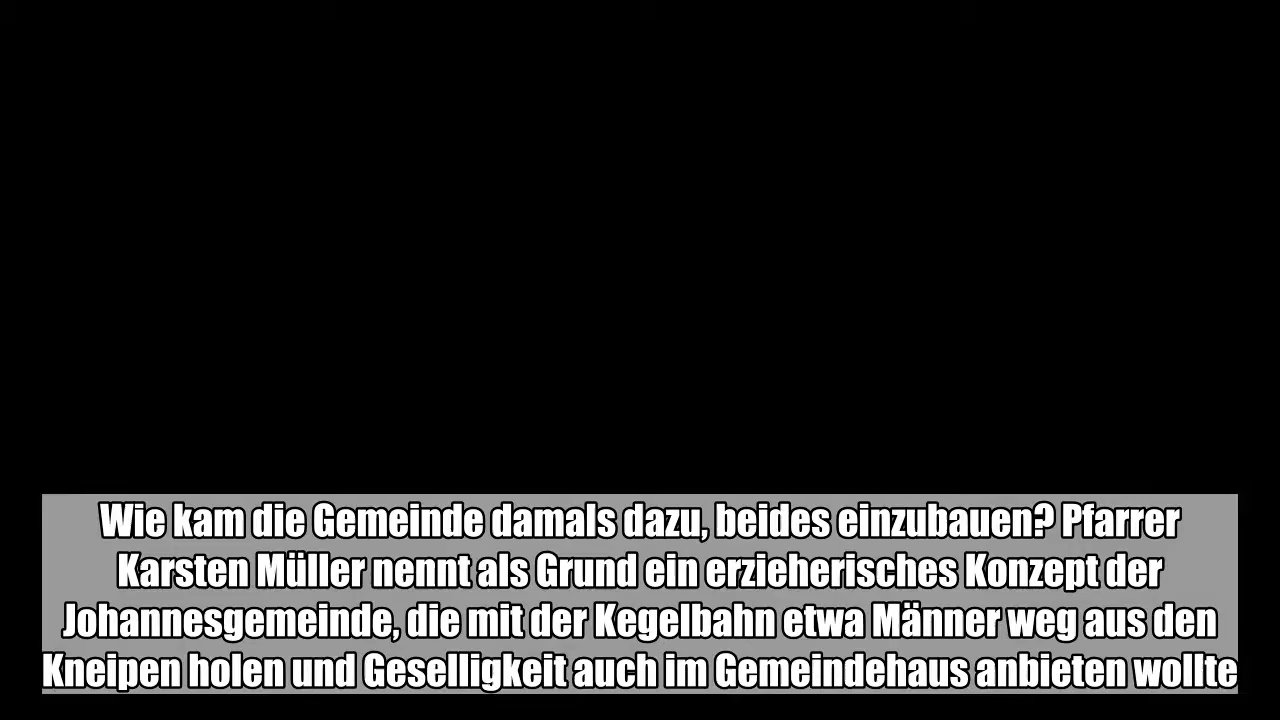 Wie kam die Gemeinde damals dazu, beides einzubauen? Pfarrer
Karsten Müller nennt als Grund ein erzieherisches Konzept der
Johannesgemeinde, die mit der Kegelbahn etwa Männer weg aus den
Kneipen holen und Geselligkeit auch im Gemeindehaus anbieten wollte